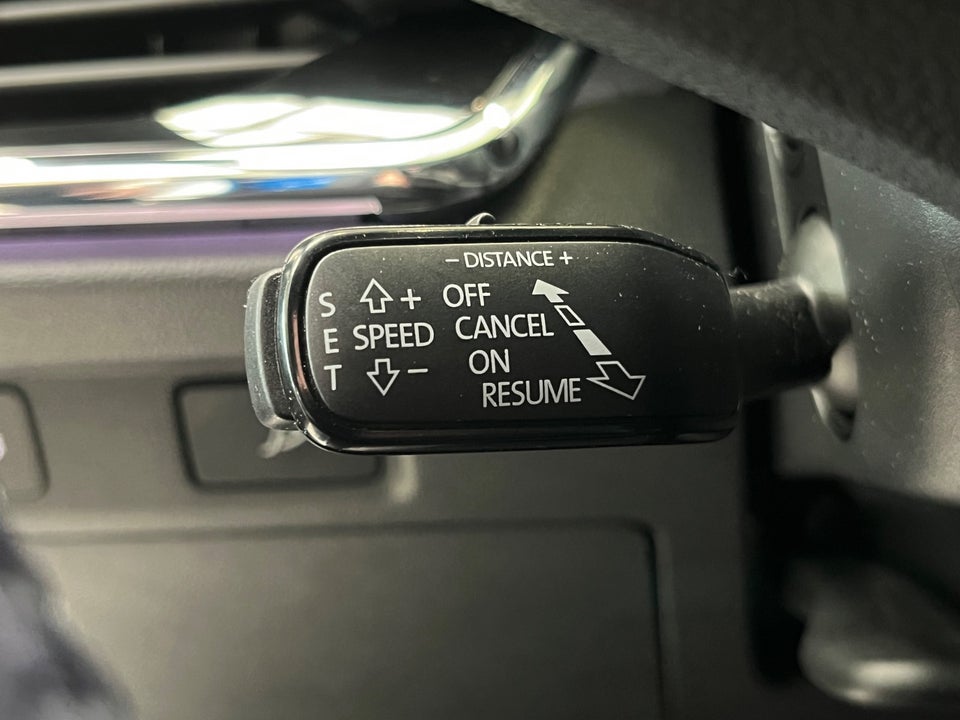 – DISTANCE +
S + OFF
E SPEED CANCEL
T – ON
RESUME